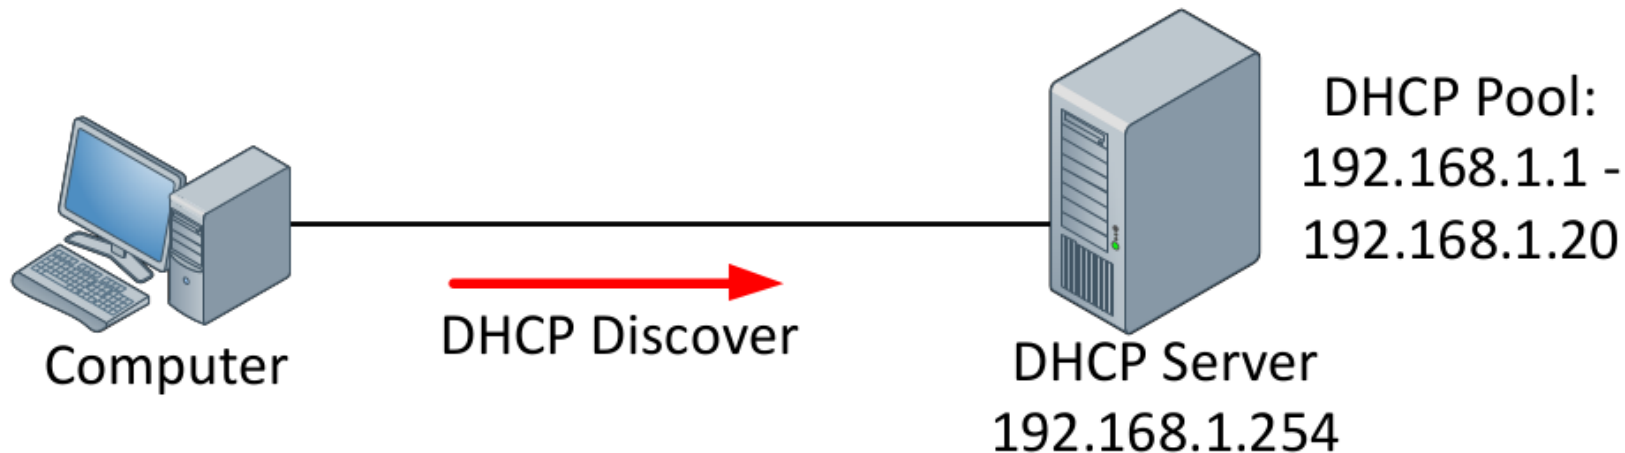 DHCP Pool:
192.168.1.1 -
192.168.1.20
DHCP Discover
Computer
DHCP Server
192.168.1.254